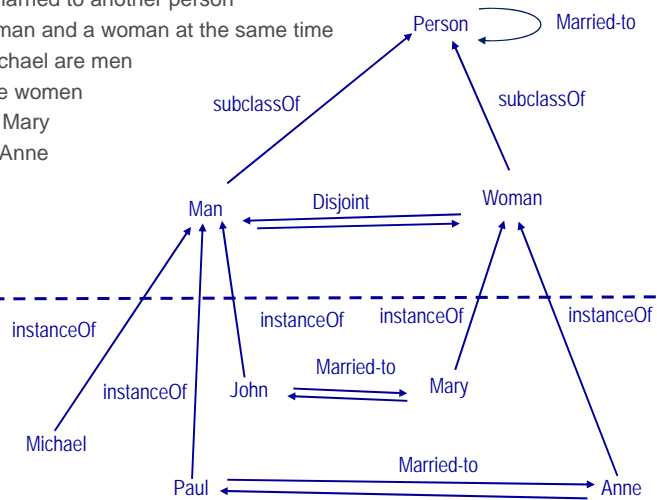 married to another person
man and a woman at the same time
chael are men
e women
Mary
Anne
Person
Married-to
subclassOf
subclassOf
Man
Disjoint
Woman
instanceOf
instanceOf
instanceOf
instanceOf
instanceOf
John
Married-to
Mary
Michael
Paul
Married-to
Anne